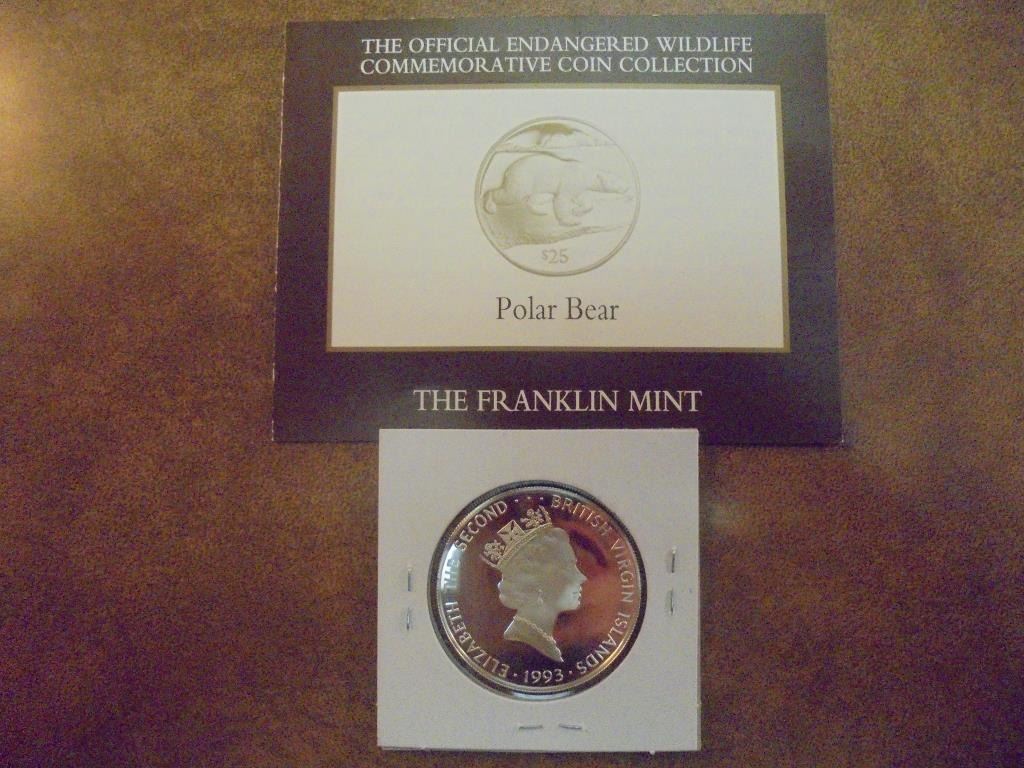 THE OFFICIAL ENDANGERED WILDLIFE
COMMEMORATIVE COIN COLLECTION
$25
Polar Bear
THE FRANKLIN MINT
ELIZABETH THE SECOND · · · BRITISH VIRGIN ISLANDS · 1993 ·